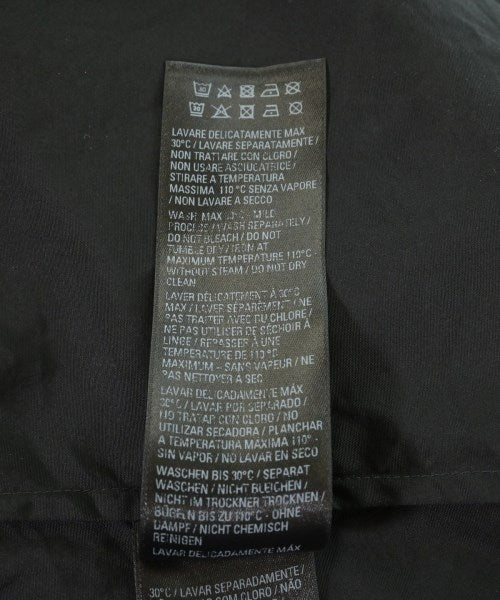 LAVARE DELICATAMENTE MAX
30°C / LAVARE SEPARATAMENTE /
NON TRATTARE CON CLORO /
NON USARE ASCIUGATRICE /
STIRARE A TEMPERATURA
MASSIMA 110 °C SENZA VAPORE
/ NON LAVARE A SECCO
WASH MAX 30°C - MILD
PROCESS / WASH SEPARATELY /
DO NOT BLEACH / DO NOT
TUMBLE DRY / IRON AT
MAXIMUM TEMPERATURE 110°C
WITHOUT STEAM / DO NOT DRY
CLEAN
LAVER DÉLICATEMENT À 30°C
MAX / LAVER SÉPARÉMENT / NE
PAS TRAITER AVEC DU CHLORE /
NE PAS UTILISER DE SÉCHOIR À
LINGE / REPASSER À UNE
TEMPÉRATURE DE 110°C
MAXIMUM - SANS VAPEUR / NE
PAS NETTOYER À SEC
LAVAR DELICADAMENTE MÁX
30°C / LAVAR POR SEPARADO /
NO TRATAR CON CLORO / NO
UTILIZAR SECADORA / PLANCHAR
A TEMPERATURA MAXIMA 110° -
SIN VAPOR / NO LAVAR EN SECO
WASCHEN BIS 30°C / SEPARAT
WASCHEN / NICHT BLEICHEN /
NICHT IM TROCKNER TROCKNEN /
BÜGELN BIS ZU 110°C - OHNE
DAMPF / NICHT CHEMISCH
REINIGEN
LAVAR DELICADAMENTE MÁX
30°C / LAVAR SEPARADAMENTE /
COM CLORO / NÃO